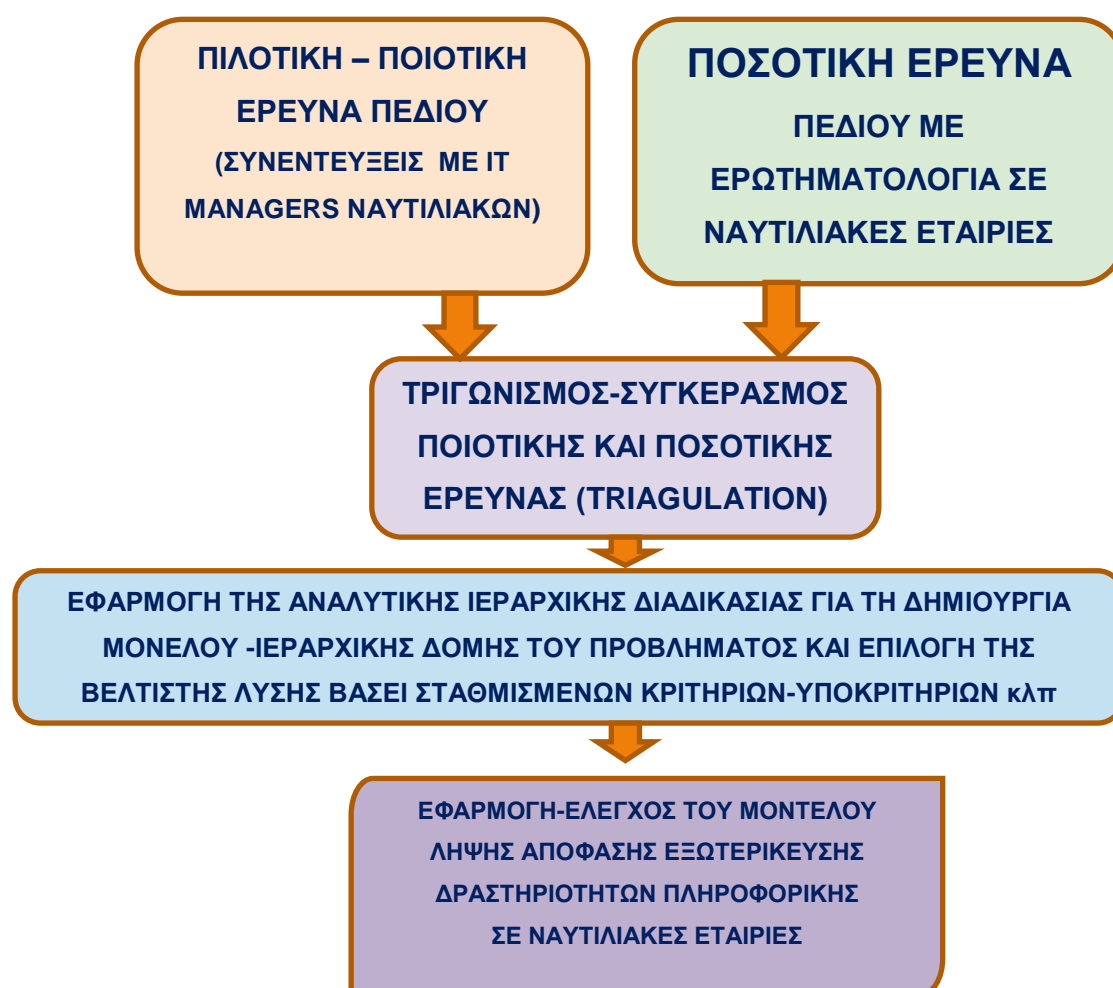 ΠΙΛΟΤΙΚΗ – ΠΟΙΟΤΙΚΗ
ΕΡΕΥΝΑ ΠΕΔΙΟΥ
(ΣΥΝΕΝΤΕΥΞΕΙΣ ΜΕ IT
MANAGERS ΝΑΥΤΙΛΙΑΚΩΝ)
ΠΟΣΟΤΙΚΗ ΕΡΕΥΝΑ
ΠΕΔΙΟΥ ΜΕ
ΕΡΩΤΗΜΑΤΟΛΟΓΙΑ ΣΕ
ΝΑΥΤΙΛΙΑΚΕΣ ΕΤΑΙΡΙΕΣ
ΤΡΙΓΩΝΙΣΜΟΣ-ΣΥΓΚΕΡΑΣΜΟΣ
ΠΟΙΟΤΙΚΗΣ ΚΑΙ ΠΟΣΟΤΙΚΗΣ
ΕΡΕΥΝΑΣ (TRIAGULATION)
ΕΦΑΡΜΟΓΗ ΤΗΣ ΑΝΑΛΥΤΙΚΗΣ ΙΕΡΑΡΧΙΚΗΣ ΔΙΑΔΙΚΑΣΙΑΣ ΓΙΑ ΤΗ ΔΗΜΙΟΥΡΓΙΑ
ΜΟΝΕΛΟΥ -ΙΕΡΑΡΧΙΚΗΣ ΔΟΜΗΣ ΤΟΥ ΠΡΟΒΛΗΜΑΤΟΣ ΚΑΙ ΕΠΙΛΟΓΗ ΤΗΣ
ΒΕΛΤΙΣΤΗΣ ΛΥΣΗΣ ΒΑΣΕΙ ΣΤΑΘΜΙΣΜΕΝΩΝ ΚΡΙΤΗΡΙΩΝ-ΥΠΟΚΡΙΤΗΡΙΩΝ κλπ
ΕΦΑΡΜΟΓΗ-ΕΛΕΓΧΟΣ ΤΟΥ ΜΟΝΤΕΛΟΥ
ΛΗΨΗΣ ΑΠΟΦΑΣΗΣ ΕΞΩΤΕΡΙΚΕΥΣΗΣ
ΔΡΑΣΤΗΡΙΟΤΗΤΩΝ ΠΛΗΡΟΦΟΡΙΚΗΣ
ΣΕ ΝΑΥΤΙΛΙΑΚΕΣ ΕΤΑΙΡΙΕΣ